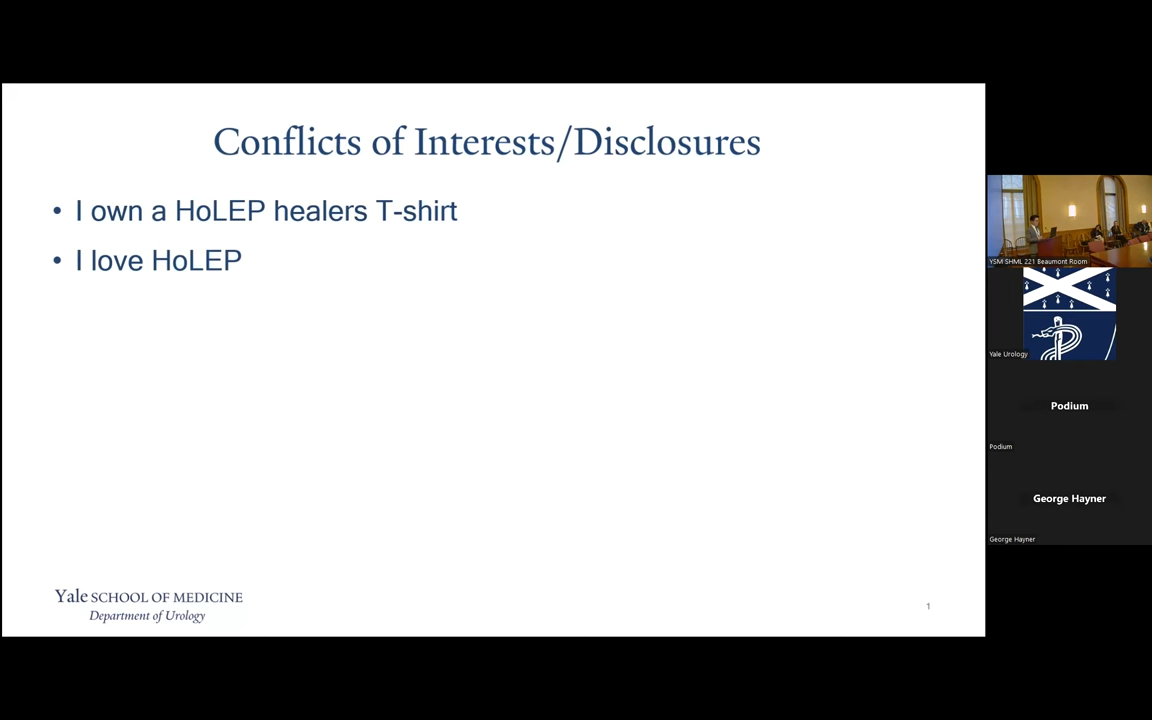 Conflicts of Interests/Disclosures
• I own a HoLEP healers T-shirt
• I love HoLEP
Yale SCHOOL OF MEDICINE
Department of Urology
1
YSM SHML 221 Beaumont Room
Yale Urology
Podium
Podium
George Hayner
George Hayner